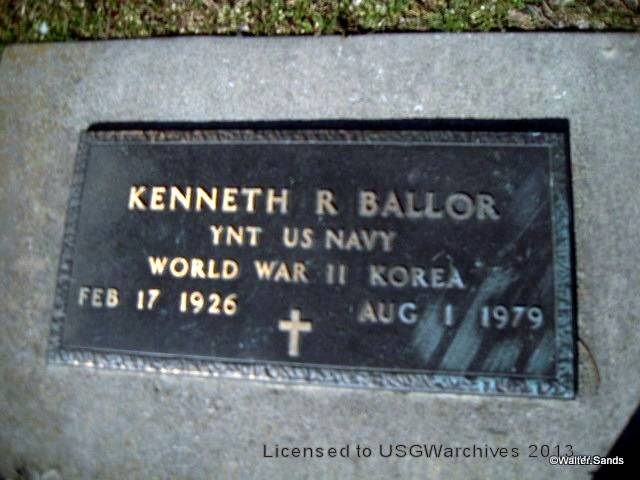 KENNETH R BALLOR
YNT US NAVY
WORLD WAR II KOREA
FEB 17 1926 AUG 1 1979
Licensed to USGWarchives 2013
©Walter.Sands